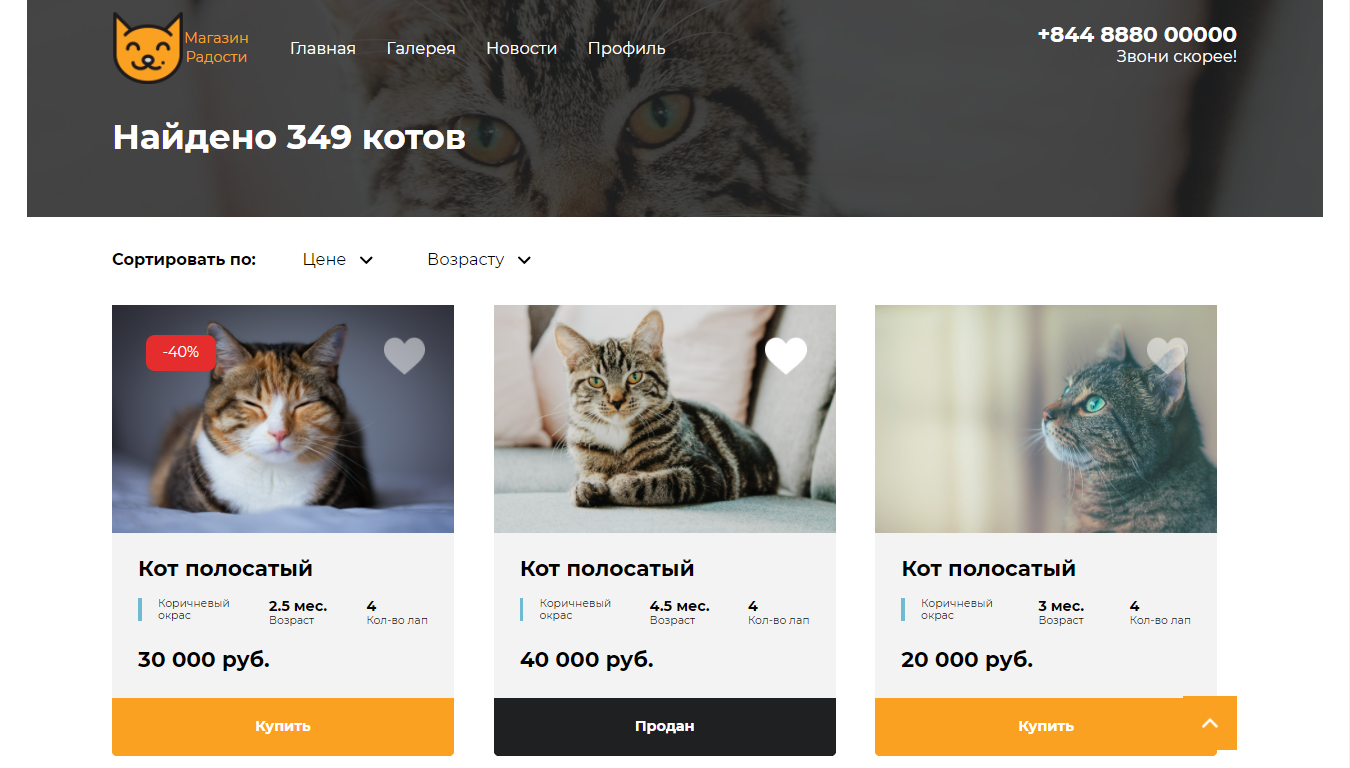 Магазин
Радости
Главная Галерея Новости Профиль
+844 8880 00000
Звони скорее!
Найдено 349 котов
Сортировать по: Цене Возрасту
-40%
Кот полосатый
Коричневый
окрас
2.5 мес.
Возраст
4
Кол-во лап
30 000 руб.
Купить
Кот полосатый
Коричневый
окрас
4.5 мес.
Возраст
4
Кол-во лап
40 000 руб.
Продан
Кот полосатый
Коричневый
окрас
3 мес.
Возраст
4
Кол-во лап
20 000 руб.
Купить